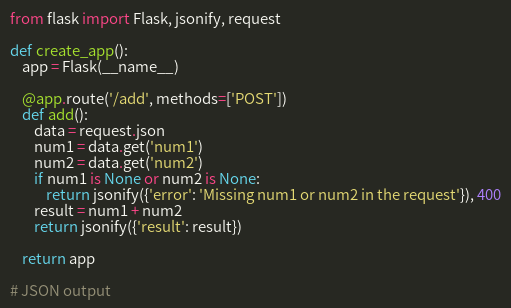 from flask import Flask, jsonify, request

def create_app():
    app = Flask(__name__)

    @app.route('/add', methods=['POST'])
    def add():
        data = request.json
        num1 = data.get('num1')
        num2 = data.get('num2')
        if num1 is None or num2 is None:
            return jsonify({'error': 'Missing num1 or num2 in the request'}), 400
        result = num1 + num2
        return jsonify({'result': result})

    return app

# JSON output